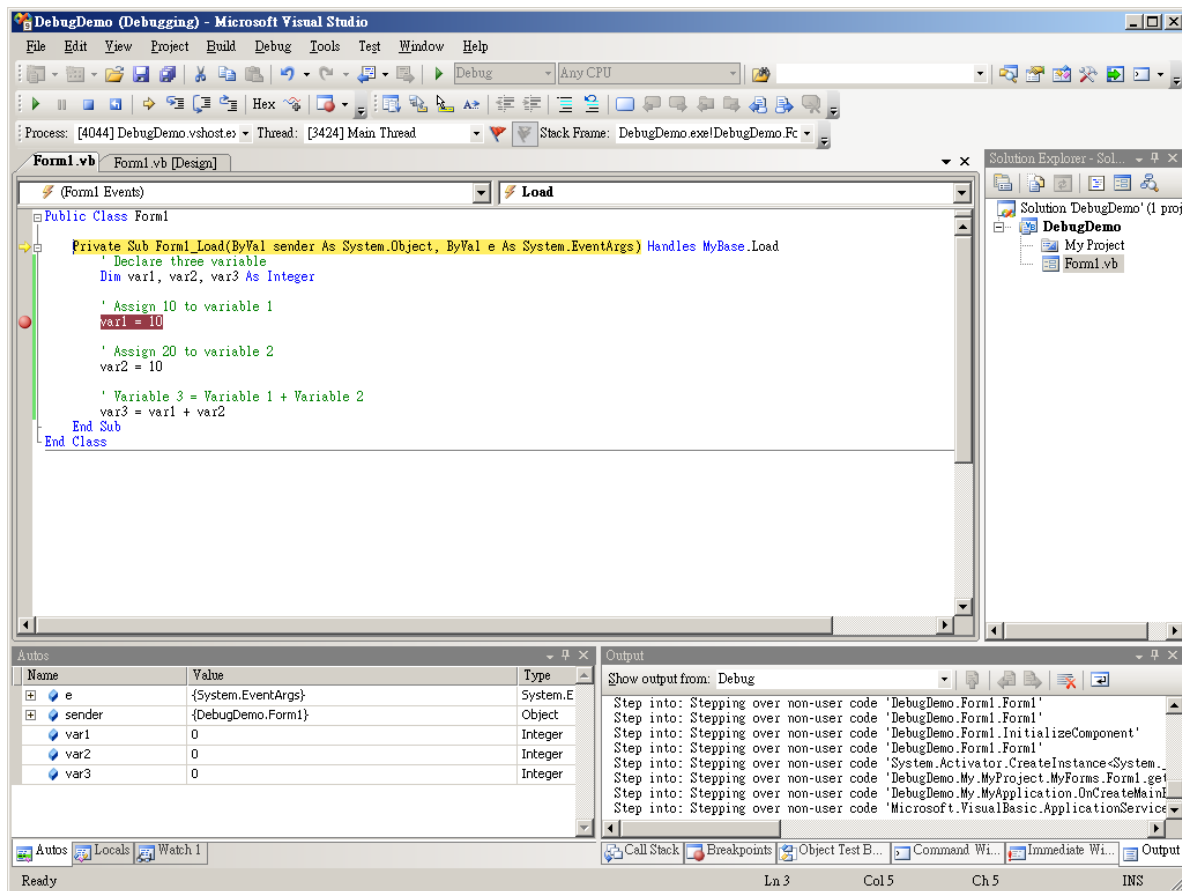 DebugDemo (Debugging) - Microsoft Visual Studio
File Edit View Project Build Debug Tools Test Window Help
Debug Any CPU
Hex
Process: [4044] DebugDemo.vshost.ex Thread: [3424] Main Thread Stack Frame: DebugDemo.exe!DebugDemo.Fo
Form1.vb Form1.vb [Design]
(Form1 Events) Load
Public Class Form1
Private Sub Form1_Load(ByVal sender As System.Object, ByVal e As System.EventArgs) Handles MyBase.Load
' Declare three variable
Dim var1, var2, var3 As Integer
' Assign 10 to variable 1
var1 = 10
' Assign 20 to variable 2
var2 = 10
' Variable 3 = Variable 1 + Variable 2
var3 = var1 + var2
End Sub
End Class
Solution Explorer - Sol...
Solution 'DebugDemo' (1 proj
DebugDemo
My Project
Form1.vb
Autos
Name Value Type
e {System.EventArgs} System.E
sender {DebugDemo.Form1} Object
var1 0 Integer
var2 0 Integer
var3 0 Integer
Autos Locals Watch 1
Output
Show output from: Debug
Step into: Stepping over non-user code 'DebugDemo.Form1.Form1'
Step into: Stepping over non-user code 'DebugDemo.Form1.Form1'
Step into: Stepping over non-user code 'DebugDemo.Form1.InitializeComponent'
Step into: Stepping over non-user code 'DebugDemo.Form1.Form1'
Step into: Stepping over non-user code 'System.Activator.CreateInstance<System._
Step into: Stepping over non-user code 'DebugDemo.My.MyProject.MyForms.Form1.get
Step into: Stepping over non-user code 'DebugDemo.My.MyApplication.OnCreateMainF
Step into: Stepping over non-user code 'Microsoft.VisualBasic.ApplicationService
Call Stack Breakpoints Object Test B... Command Wi... Immediate Wi... Output
Ready Ln 3 Col 5 Ch 5 INS